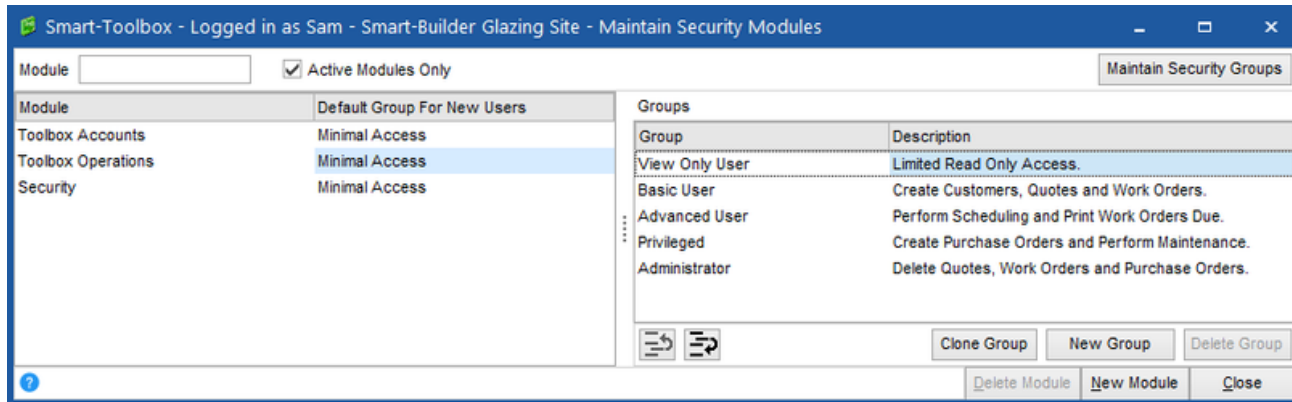 Smart-Toolbox - Logged in as Sam - Smart-Builder Glazing Site - Maintain Security Modules
Module Active Modules Only Maintain Security Groups
Module Default Group For New Users
Toolbox Accounts Minimal Access
Toolbox Operations Minimal Access
Security Minimal Access
Groups
Group Description
View Only User Limited Read Only Access.
Basic User Create Customers, Quotes and Work Orders.
Advanced User Perform Scheduling and Print Work Orders Due.
Privileged Create Purchase Orders and Perform Maintenance.
Administrator Delete Quotes, Work Orders and Purchase Orders.
Clone Group New Group Delete Group
? Delete Module New Module Close